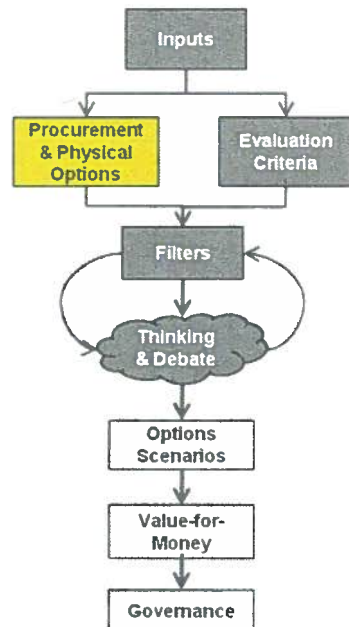 Inputs
Procurement
& Physical
Options
Evaluation
Criteria
Filters
Thinking
& Debate
Options
Scenarios
Value-for-
Money
Governance